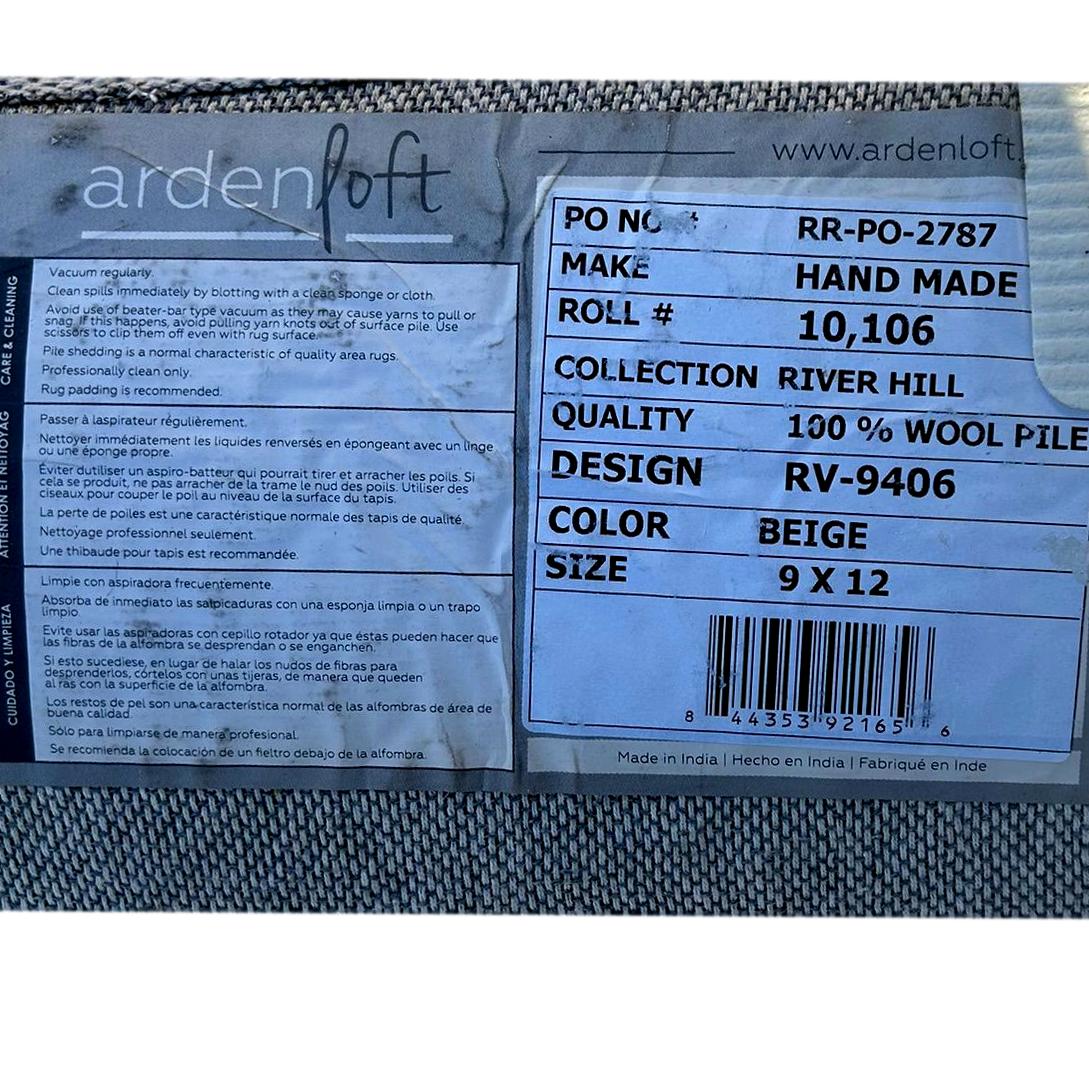 ardenloft
www.ardenloft.
PO NO #
RR-PO-2787
MAKE
HAND MADE
ROLL #
10,106
COLLECTION RIVER HILL
QUALITY
100 % WOOL PILE
DESIGN
RV-9406
COLOR
BEIGE
SIZE
9 X 12
8 44353 92165 6
Made in India | Hecho en India | Fabriqué en Inde
CARE & CLEANING
Vacuum regularly.
Clean spills immediately by blotting with a clean sponge or cloth.
Avoid use of beater-bar type vacuum as they may cause yarns to pull or
snag. If this happens, avoid pulling yarn knots out of surface pile. Use
scissors to clip them off even with rug surface.
Pile shedding is a normal characteristic of quality area rugs.
Professionally clean only.
Rug padding is recommended.
ATTENTION ET NETTOYAG
Passer à laspirateur régulièrement.
Nettoyer immédiatement les liquides renversés en épongeant avec un linge
ou une éponge propre.
Éviter dutiliser un aspiro-batteur qui pourrait tirer et arracher les poils. Si
cela se produit, ne pas arracher de la trame le nud des poils. Utiliser des
ciseaux pour couper le poil au niveau de la surface du tapis.
La perte de poiles est une caractéristique normale des tapis de qualité.
Nettoyage professionel seulement.
Une thibaude pour tapis est recommandée.
CUIDADO Y LIMPIEZA
Limpie con aspiradora frecuentemente.
Absorba de inmediato las salpicaduras con una esponja limpia o un trapo
limpio.
Evite usar las aspiradoras con cepillo rotador ya que éstas pueden hacer que
las fibras de la alfombra se desprendan o se enganchen.
Si esto sucediese, en lugar de halar los nudos de fibras para
desprenderlos, córtelos con unas tijeras, de manera que queden
al ras con la superficie de la alfombra.
Los restos de pel son una característica normal de las alfombras de área de
buena calidad.
Sólo para limpiarse de manera profesional.
Se recomienda la colocación de un fieltro debajo de la alfombra.